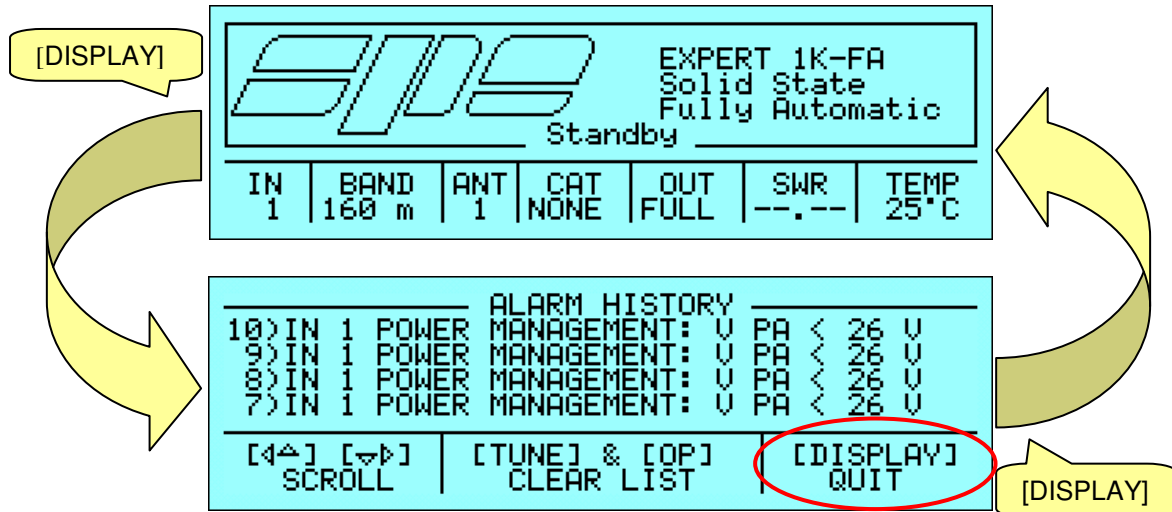 [DISPLAY]
EXPERT 1K-FA
Solid State
Fully Automatic
Standby
IN BAND ANT CAT OUT SWR TEMP
1 160 m 1 NONE FULL --.-- 25°C
ALARM HISTORY
10)IN 1 POWER MANAGEMENT: V PA < 26 V
9)IN 1 POWER MANAGEMENT: V PA < 26 V
8)IN 1 POWER MANAGEMENT: V PA < 26 V
7)IN 1 POWER MANAGEMENT: V PA < 26 V
[◁△] [▽▷] [TUNE] & [OP] [DISPLAY]
SCROLL CLEAR LIST QUIT
[DISPLAY]